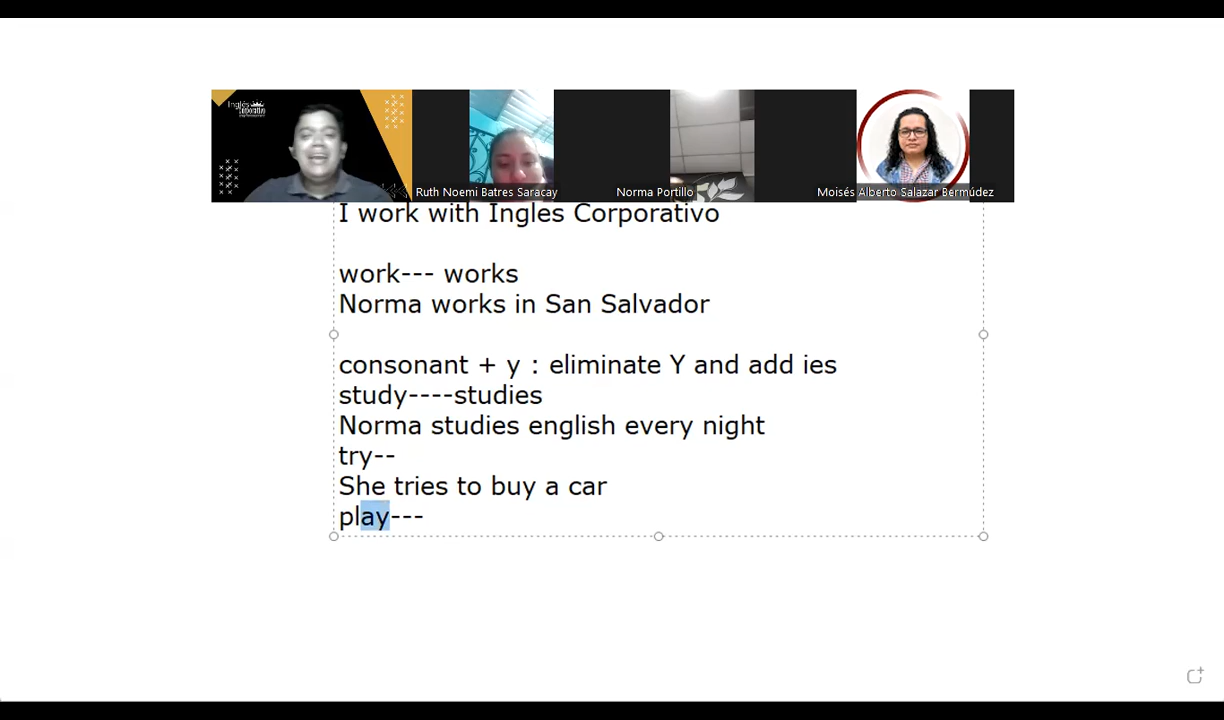 Inglés
CORPORATIVO
Ruth Noemi Batres Saracay
Norma Portillo
Moisés Alberto Salazar Bermúdez
I work with Ingles Corporativo
work--- works
Norma works in San Salvador
consonant + y : eliminate Y and add ies
study----studies
Norma studies english every night
try--
She tries to buy a car
play---